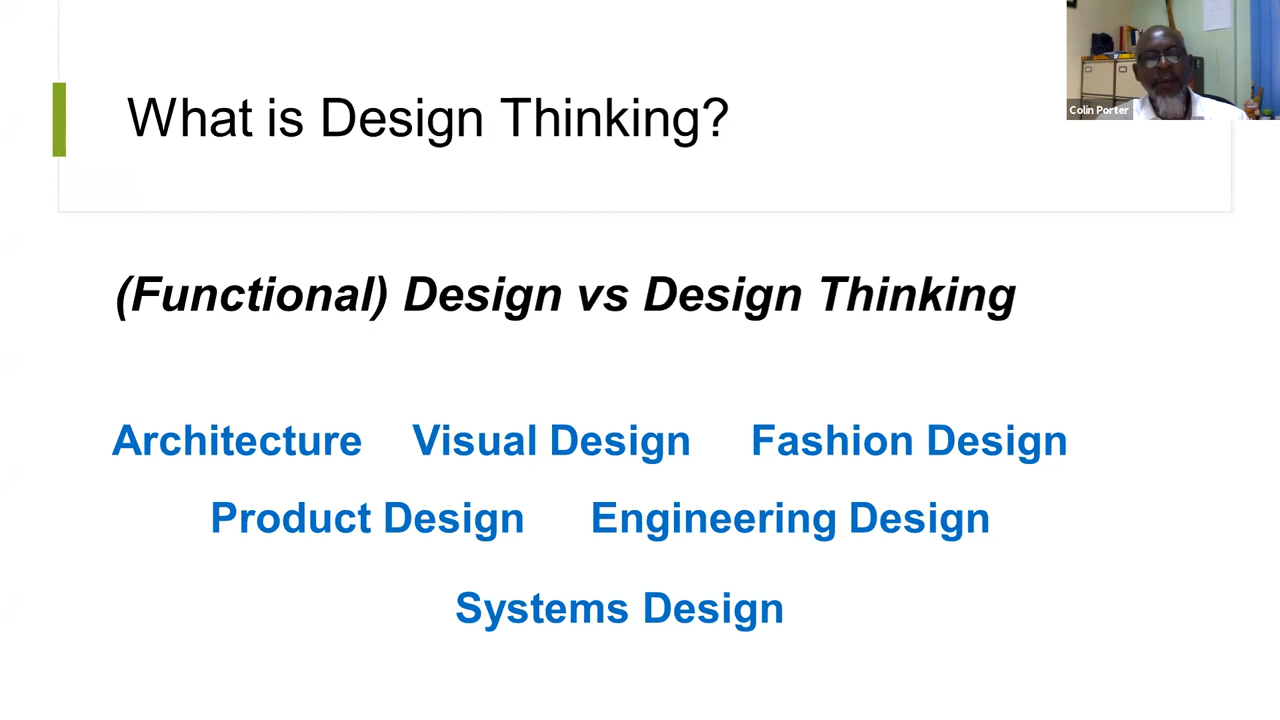 What is Design Thinking?
Colin Porter
(Functional) Design vs Design Thinking
Architecture Visual Design Fashion Design
Product Design Engineering Design
Systems Design